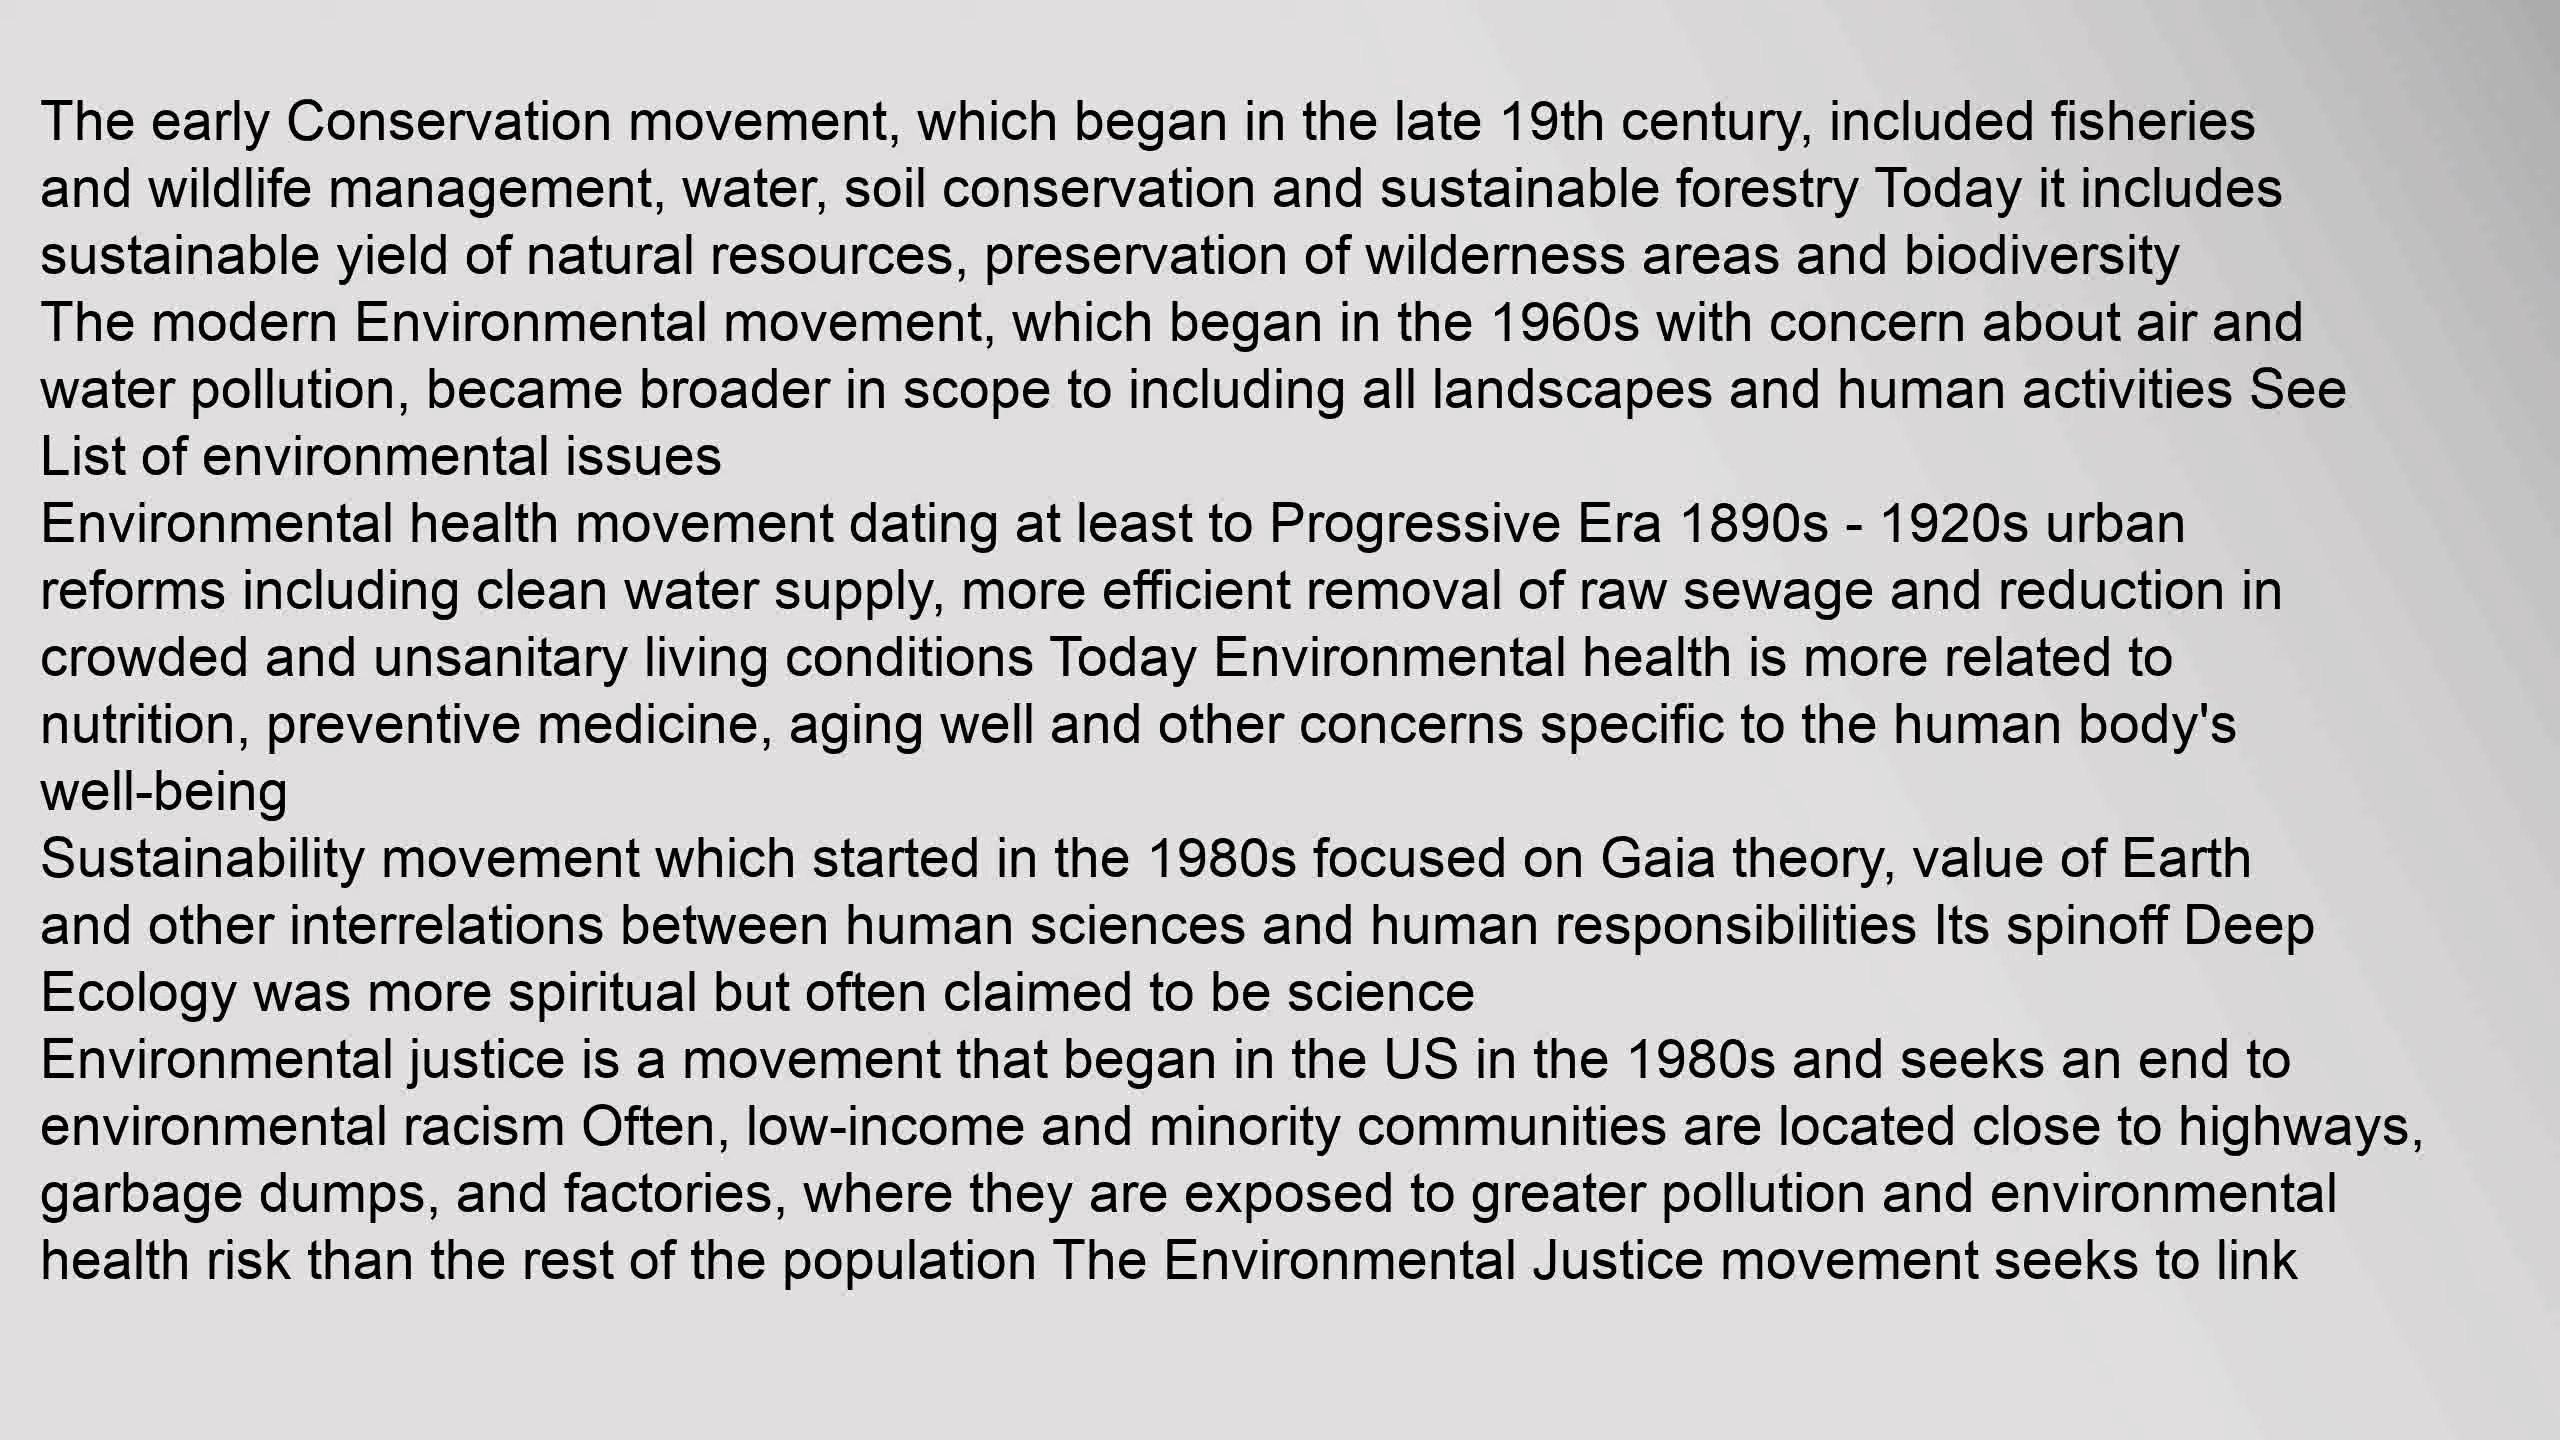 The early Conservation movement, which began in the late 19th century, included fisheries
and wildlife management, water, soil conservation and sustainable forestry Today it includes
sustainable yield of natural resources, preservation of wilderness areas and biodiversity
The modern Environmental movement, which began in the 1960s with concern about air and
water pollution, became broader in scope to including all landscapes and human activities See
List of environmental issues
Environmental health movement dating at least to Progressive Era 1890s - 1920s urban
reforms including clean water supply, more efficient removal of raw sewage and reduction in
crowded and unsanitary living conditions Today Environmental health is more related to
nutrition, preventive medicine, aging well and other concerns specific to the human body's
well-being
Sustainability movement which started in the 1980s focused on Gaia theory, value of Earth
and other interrelations between human sciences and human responsibilities Its spinoff Deep
Ecology was more spiritual but often claimed to be science
Environmental justice is a movement that began in the US in the 1980s and seeks an end to
environmental racism Often, low-income and minority communities are located close to highways,
garbage dumps, and factories, where they are exposed to greater pollution and environmental
health risk than the rest of the population The Environmental Justice movement seeks to link